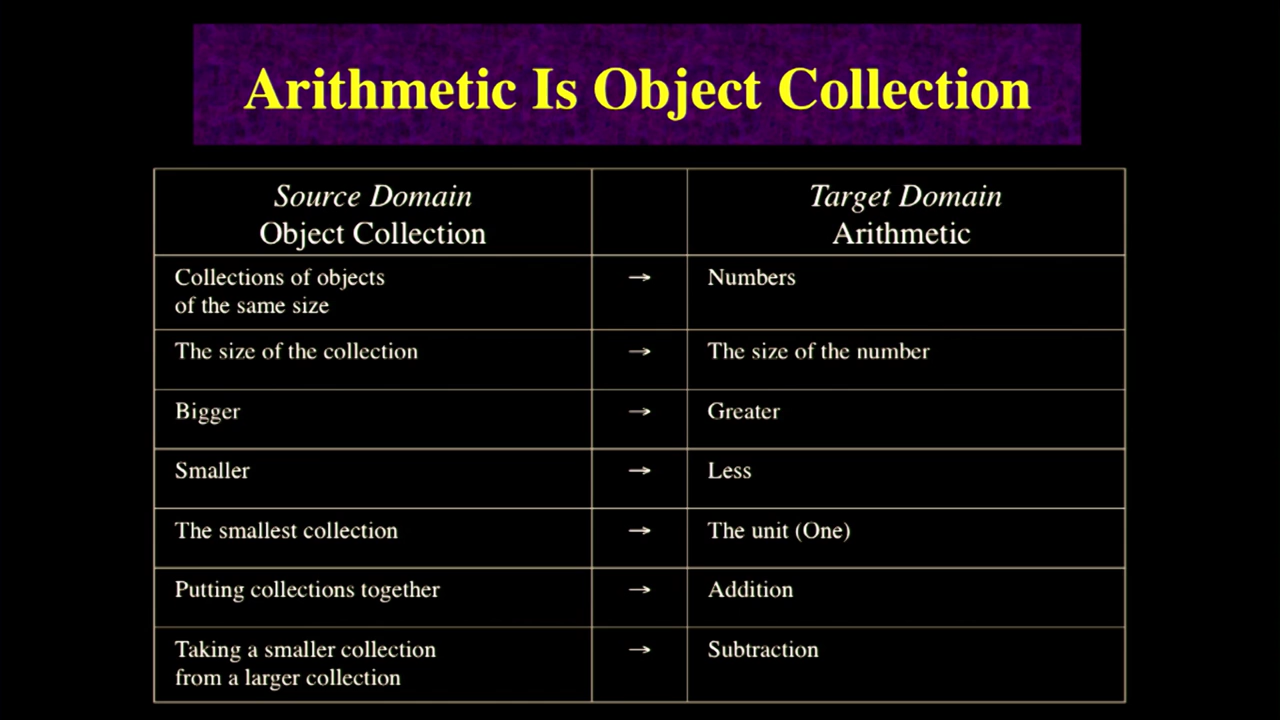 Arithmetic Is Object Collection
Source Domain
Object Collection
Target Domain
Arithmetic
Collections of objects
of the same size
→
Numbers
The size of the collection
→
The size of the number
Bigger
→
Greater
Smaller
→
Less
The smallest collection
→
The unit (One)
Putting collections together
→
Addition
Taking a smaller collection
from a larger collection
→
Subtraction